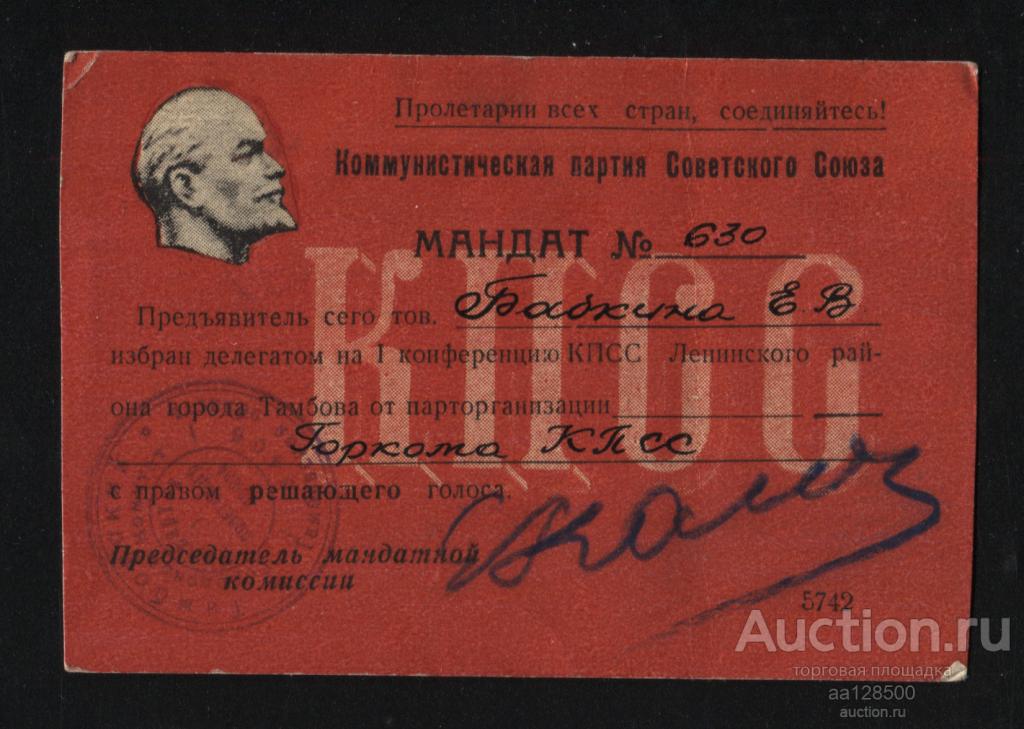 Пролетарии всех стран, соединяйтесь!
Коммунистическая партия Советского Союза
МАНДАТ № 630
КПСС
Предъявитель сего тов. Бабкина Е. В
избран делегатом на I конференцию КПСС Ленинского рай-
она города Тамбова от парторганизации
Горкома КПСС
с правом решающего голоса.
Председатель мандатной
комиссии
5742
Auction.ru
торговая площадка
aa128500
auction.ru